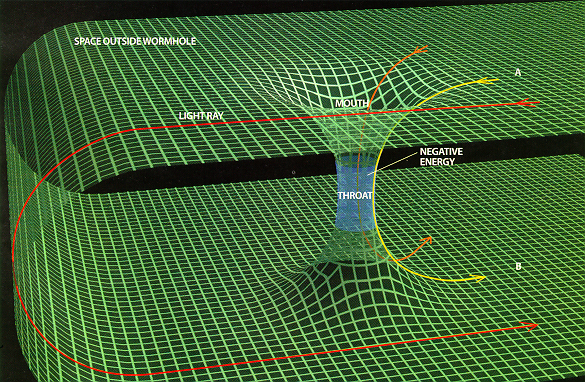 SPACE OUTSIDE WORMHOLE
A
MOUTH
LIGHT RAY
NEGATIVE
ENERGY
THROAT
B